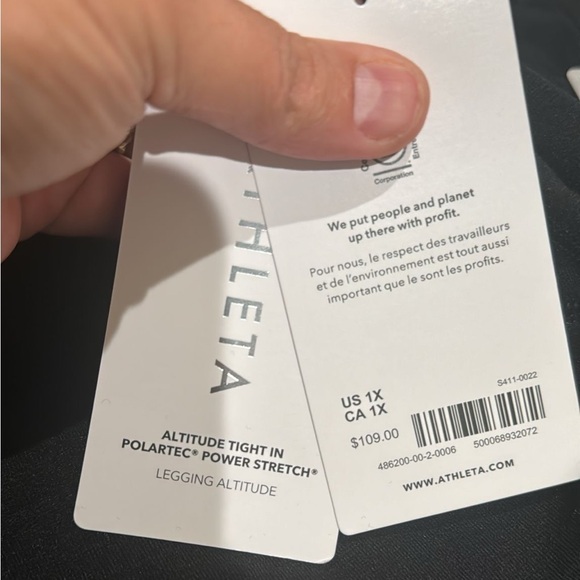 ATHLETA
ALTITUDE TIGHT IN
POLARTEC® POWER STRETCH®
LEGGING ALTITUDE
Corporation
We put people and planet
up there with profit.
Pour nous, le respect des travailleurs
et de l'environnement est tout aussi
important que le sont les profits.
US 1X
CA 1X
$109.00
S411-0022
486200-00-2-0006
500068932072
WWW.ATHLETA.COM